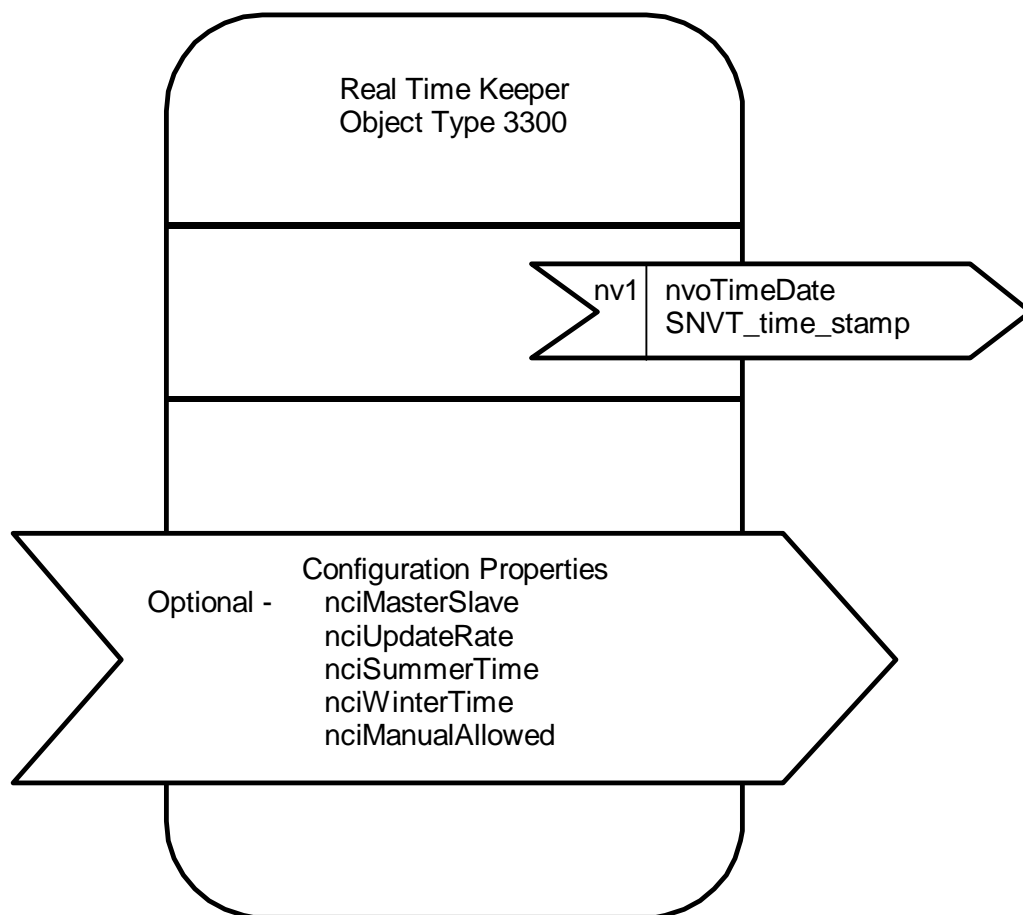 Real Time Keeper
Object Type 3300
nv1 nvoTimeDate
SNVT_time_stamp
Configuration Properties
Optional - nciMasterSlave
nciUpdateRate
nciSummerTime
nciWinterTime
nciManualAllowed